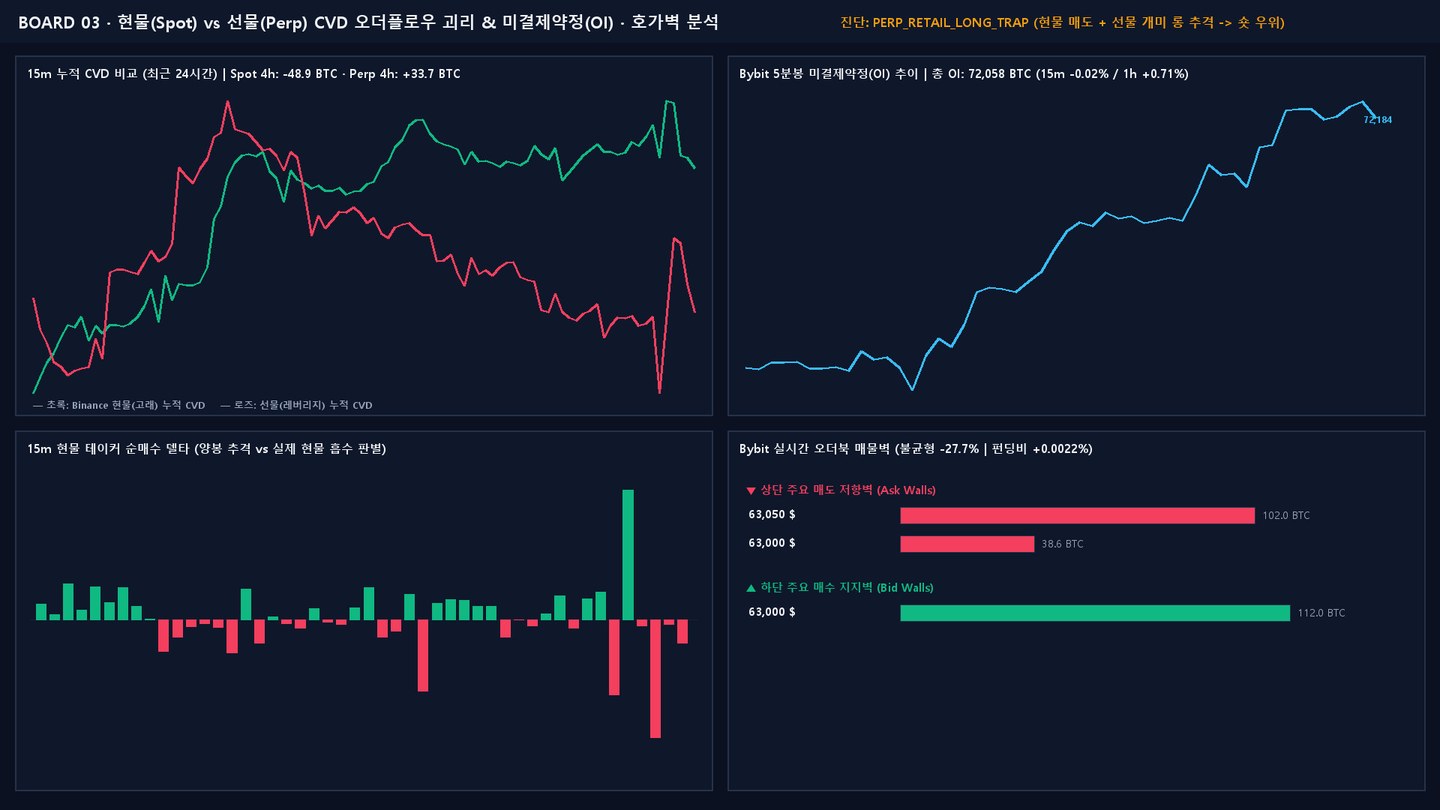 BOARD 03 · 현물(Spot) vs 선물(Perp) CVD 오더플로우 괴리 & 미결제약정(OI) · 호가벽 분석
진단: PERP_RETAIL_LONG_TRAP (현물 매도 + 선물 개미 롱 추격 -> 숏 우위)
15m 누적 CVD 비교 (최근 24시간) | Spot 4h: -48.9 BTC · Perp 4h: +33.7 BTC
— 초록: Binance 현물(고래) 누적 CVD — 로즈: 선물(레버리지) 누적 CVD
Bybit 5분봉 미결제약정(OI) 추이 | 총 OI: 72,058 BTC (15m -0.02% / 1h +0.71%)
72,184
15m 현물 테이커 순매수 델타 (양봉 추격 vs 실제 현물 흡수 판별)
Bybit 실시간 오더북 매물벽 (불균형 -27.7% | 펀딩비 +0.0022%)
▼ 상단 주요 매도 저항벽 (Ask Walls)
63,050 $ 102.0 BTC
63,000 $ 38.6 BTC
▲ 하단 주요 매수 지지벽 (Bid Walls)
63,000 $ 112.0 BTC